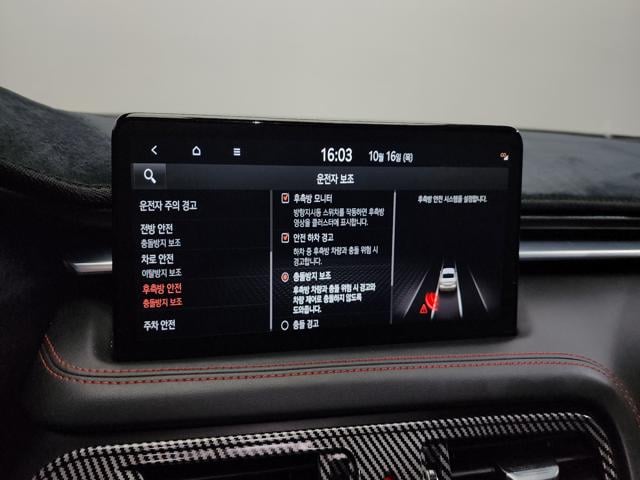 16:03
10월 16일 (목)
운전자 보조
운전자 주의 경고
전방 안전
충돌방지 보조
차로 안전
이탈방지 보조
후측방 안전
충돌방지 보조
주차 안전
후측방 모니터
방향지시등 스위치를 작동하면 후측방
영상을 클러스터에 표시합니다.
안전 하차 경고
하차 중 후측방 차량과 충돌 위험 시
경고합니다.
충돌방지 보조
후측방 차량과 충돌 위험 시 경고와
차량 제어로 충돌하지 않도록
도와줍니다.
충돌 경고
후측방 안전 시스템을 설정합니다.